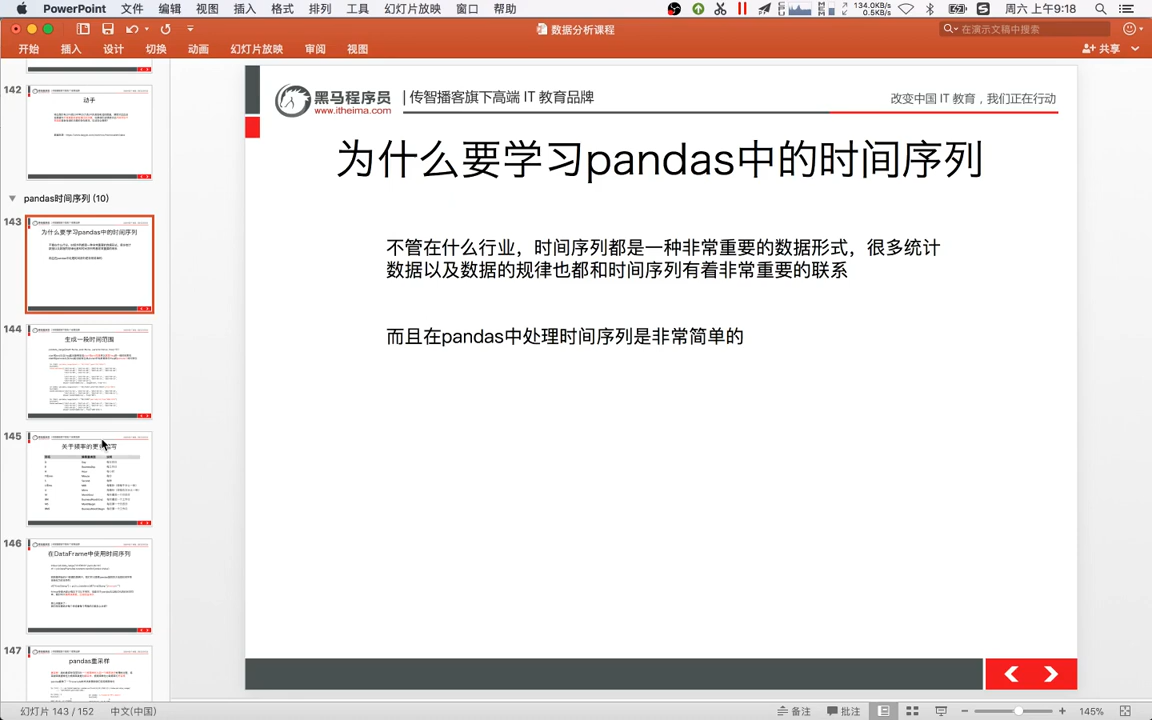 PowerPoint 文件 编辑 视图 插入 格式 排列 工具 幻灯片放映 窗口 帮助 134.0KB/s 0.5KB/s 周六 上午9:18
数据分析课程
在演示文稿中搜索
开始 插入 设计 切换 动画 幻灯片放映 审阅 视图 共享
142
动手
pandas时间序列 (10)
143
为什么要学习pandas中的时间序列
144
生成一段时间范围
145
146
在DataFrame中使用时间序列
147
pandas重采样
黑马程序员
www.itheima.com
传智播客旗下高端 IT 教育品牌
改变中国 IT 教育，我们正在行动
为什么要学习pandas中的时间序列
不管在什么行业，时间序列都是一种非常重要的数据形式，很多统计
数据以及数据的规律也都和时间序列有着非常重要的联系
而且在pandas中处理时间序列是非常简单的
幻灯片 143 / 152 中文(中国) 备注 批注 145%